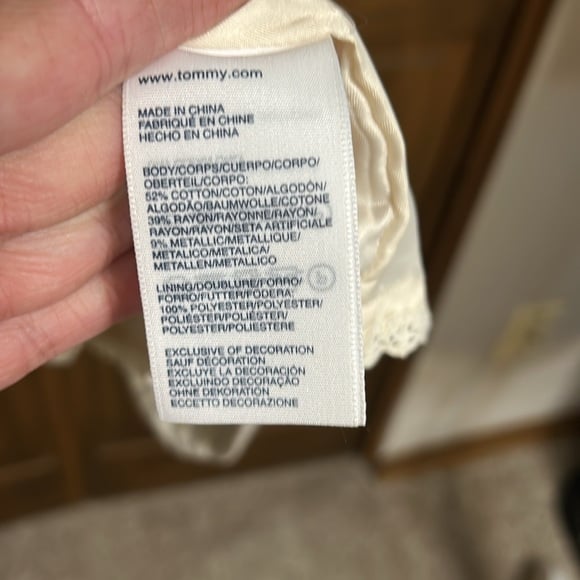 www.tommy.com
MADE IN CHINA
FABRIQUÉ EN CHINE
HECHO EN CHINA
BODY/CORPS/CUERPO/CORPO/
OBERTEIL/CORPO:
52% COTTON/COTON/ALGODÓN/
ALGODÃO/BAUMWOLLE/COTONE
39% RAYON/RAYONNE/RAYON/
RAYON/RAYON/SETA ARTIFICIALE
9% METALLIC/METALLIQUE/
METALICO/METALICA/
METALLEN/METALLICO
LINING/DOUBLURE/FORRO/
FORRO/FUTTER/FODERA:
100% POLYESTER/POLYESTER/
POLIÉSTER/POLIÉSTER/
POLYESTER/POLIESTERE
EXCLUSIVE OF DECORATION
SAUF DÉCORATION
EXCLUYE LA DECORACIÓN
EXCLUINDO DECORAÇÃO
OHNE DEKORATION
ECCETTO DECORAZIONE